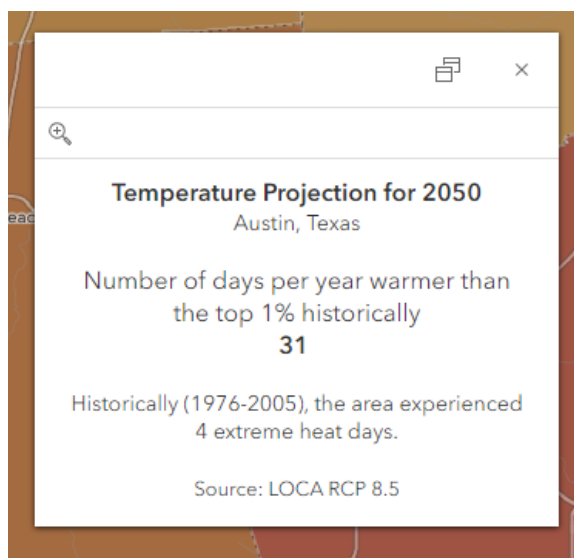 Temperature Projection for 2050
Austin, Texas
Number of days per year warmer than
the top 1% historically
31
Historically (1976-2005), the area experienced
4 extreme heat days.
Source: LOCA RCP 8.5